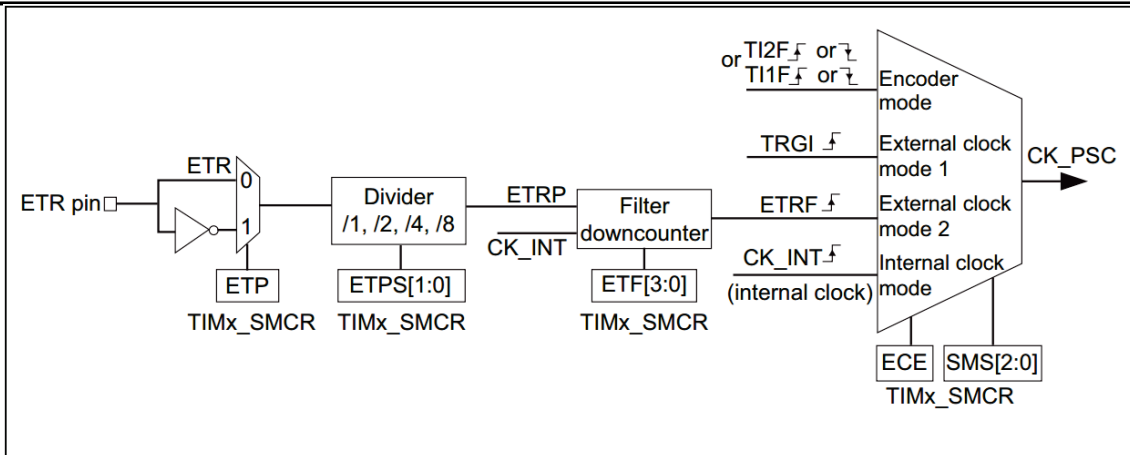 or TI2F or
TI1F or
Encoder
mode
TRGI
External clock
mode 1
CK_PSC
ETR
0
ETR pin
1
Divider
/1, /2, /4, /8
ETRP
CK_INT
Filter
downcounter
ETRF
External clock
mode 2
CK_INT
(internal clock)
Internal clock
mode
ETP
TIMx_SMCR
ETPS[1:0]
TIMx_SMCR
ETF[3:0]
TIMx_SMCR
ECE
SMS[2:0]
TIMx_SMCR